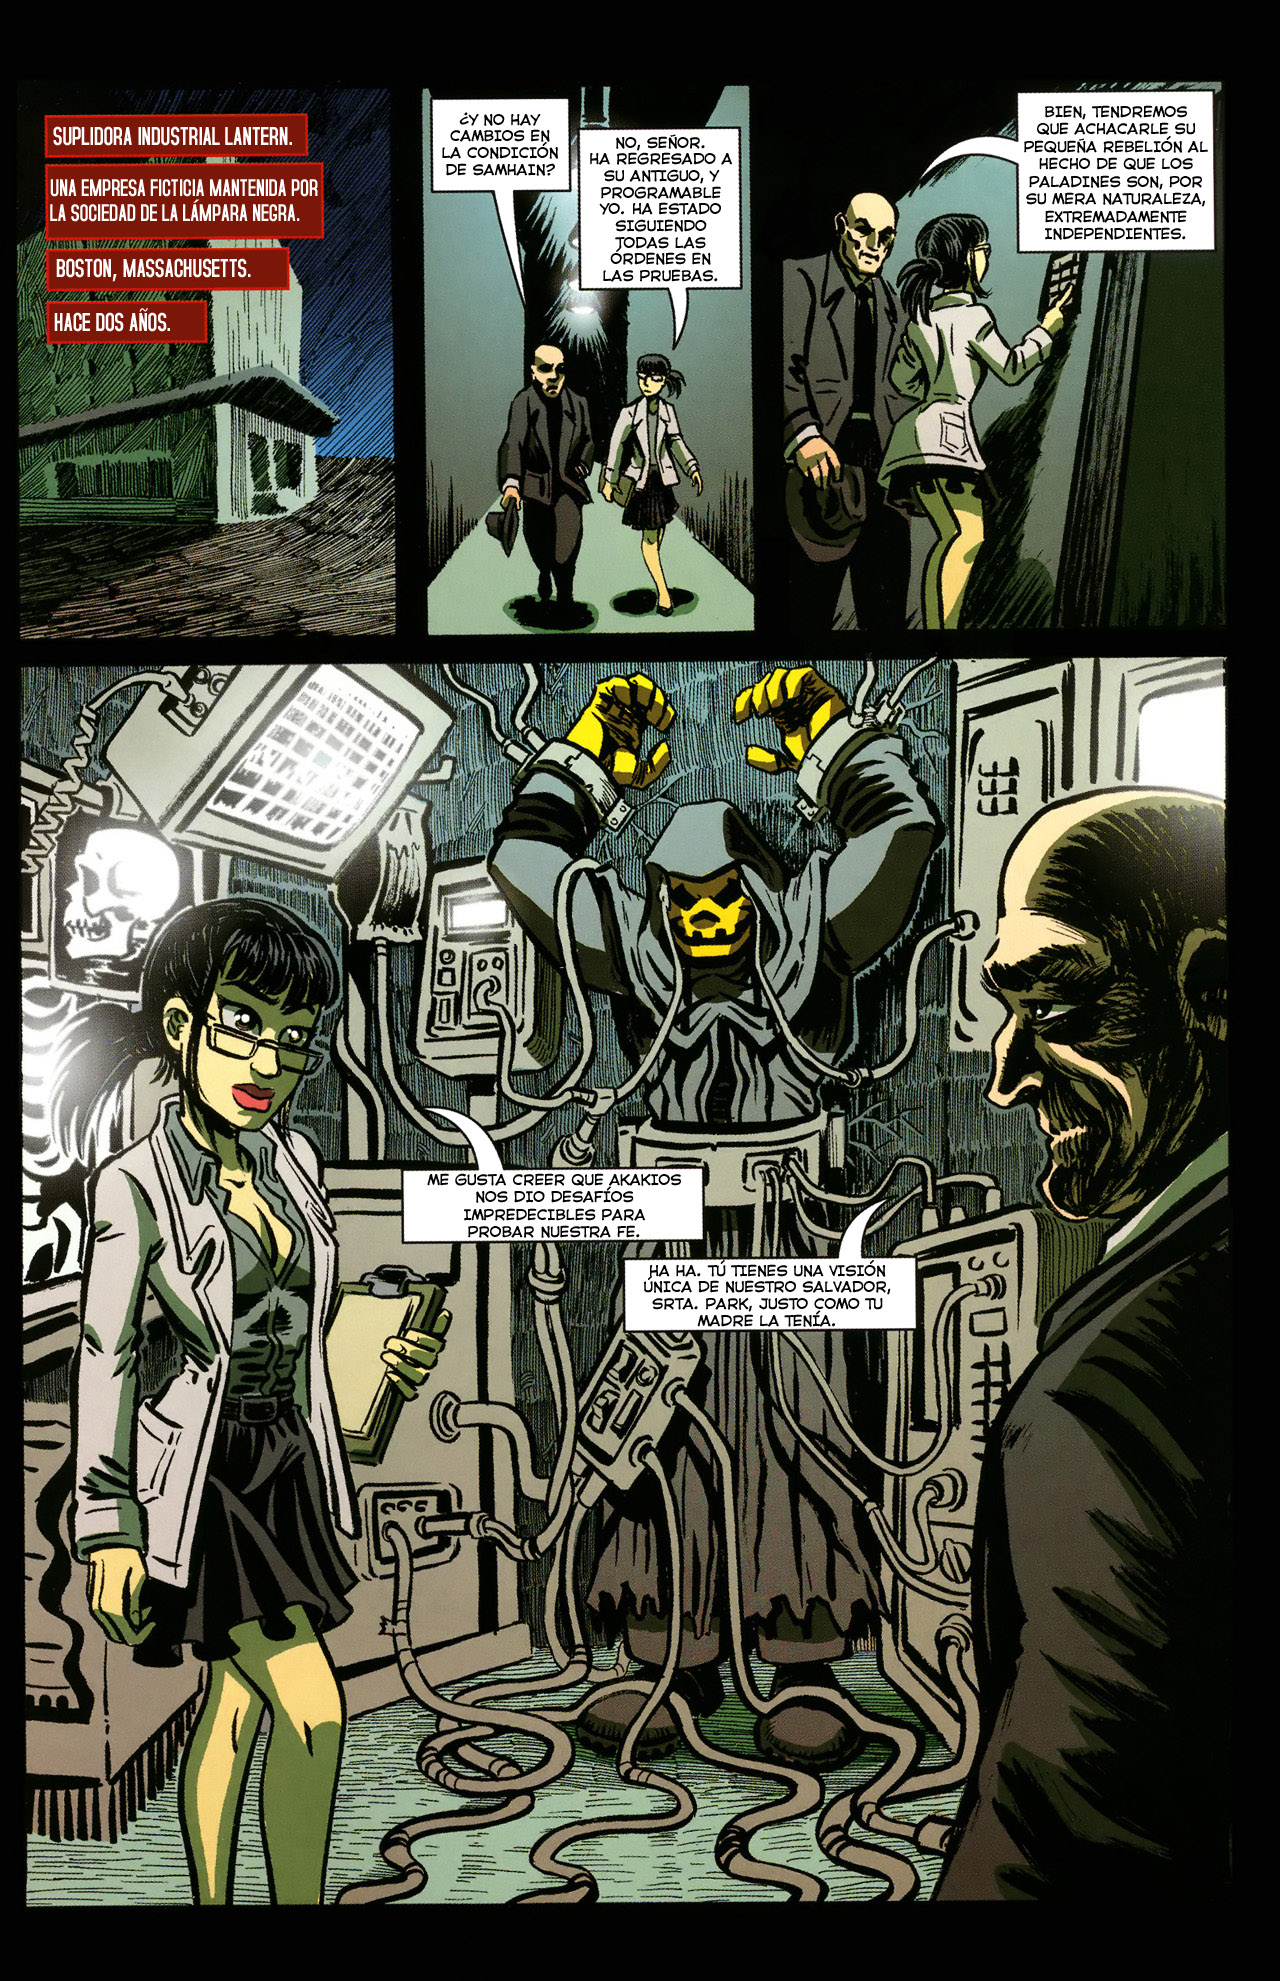 SUPLIDORA INDUSTRIAL LANTERN.
UNA EMPRESA FICTICIA MANTENIDA POR
LA SOCIEDAD DE LA LÁMPARA NEGRA.
BOSTON, MASSACHUSETTS.
HACE DOS AÑOS.
¿Y NO HAY
CAMBIOS EN
LA CONDICIÓN
DE SAMHAIN?
NO, SEÑOR.
HA REGRESADO A
SU ANTIGUO, Y
PROGRAMABLE
YO. HA ESTADO
SIGUIENDO
TODAS LAS
ÓRDENES EN
LAS PRUEBAS.
BIEN, TENDREMOS
QUE ACHACARLE SU
PEQUEÑA REBELIÓN AL
HECHO DE QUE LOS
PALADINES SON, POR
SU MERA NATURALEZA,
EXTREMADAMENTE
INDEPENDIENTES.
ME GUSTA CREER QUE AKAKIOS
NOS DIO DESAFÍOS
IMPREDECIBLES PARA
PROBAR NUESTRA FE.
HA HA. TÚ TIENES UNA VISIÓN
ÚNICA DE NUESTRO SALVADOR,
SRTA. PARK, JUSTO COMO TU
MADRE LA TENÍA.